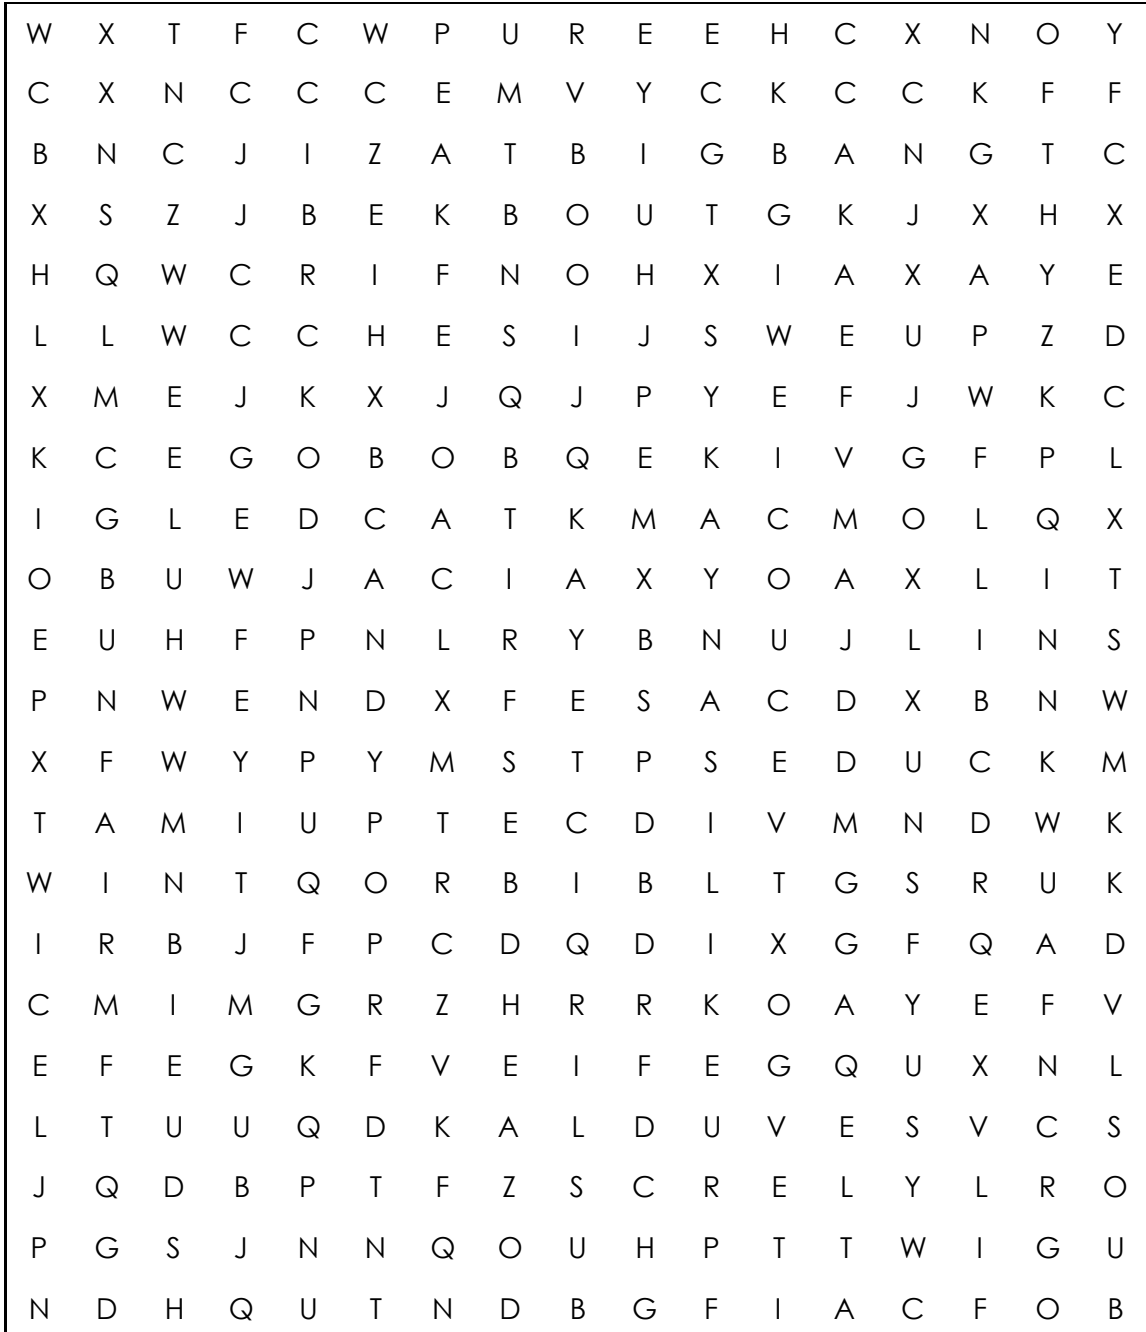 W X T F C W P U R E E H C X N O Y
C X N C C C E M V Y C K C C K F F
B N C J I Z A T B I G B A N G T C
X S Z J B E K B O U T G K J X H X
H Q W C R I F N O H X I A X A Y E
L L W C C H E S I J S W E U P Z D
X M E J K X J Q J P Y E F J W K C
K C E G O B O B Q E K I V G F P L
I G L E D C A T K M A C M O L Q X
O B U W J A C I A X Y O A X L I T
E U H F P N L R Y B N U J L I N S
P N W E N D X F E S A C D X B N W
X F W Y P Y M S T P S E D U C K M
T A M I U P T E C D I V M N D W K
W I N T Q O R B I B L T G S R U K
I R B J F P C D Q D I X G F Q A D
C M I M G R Z H R R K O A Y E F V
E F E G K F V E I F E G Q U X N L
L T U U Q D K A L D U V E S V C S
J Q D B P T F Z S C R E L Y L R O
P G S J N N Q O U H P T T W I G U
N D H Q U T N D B G F I A C F O B